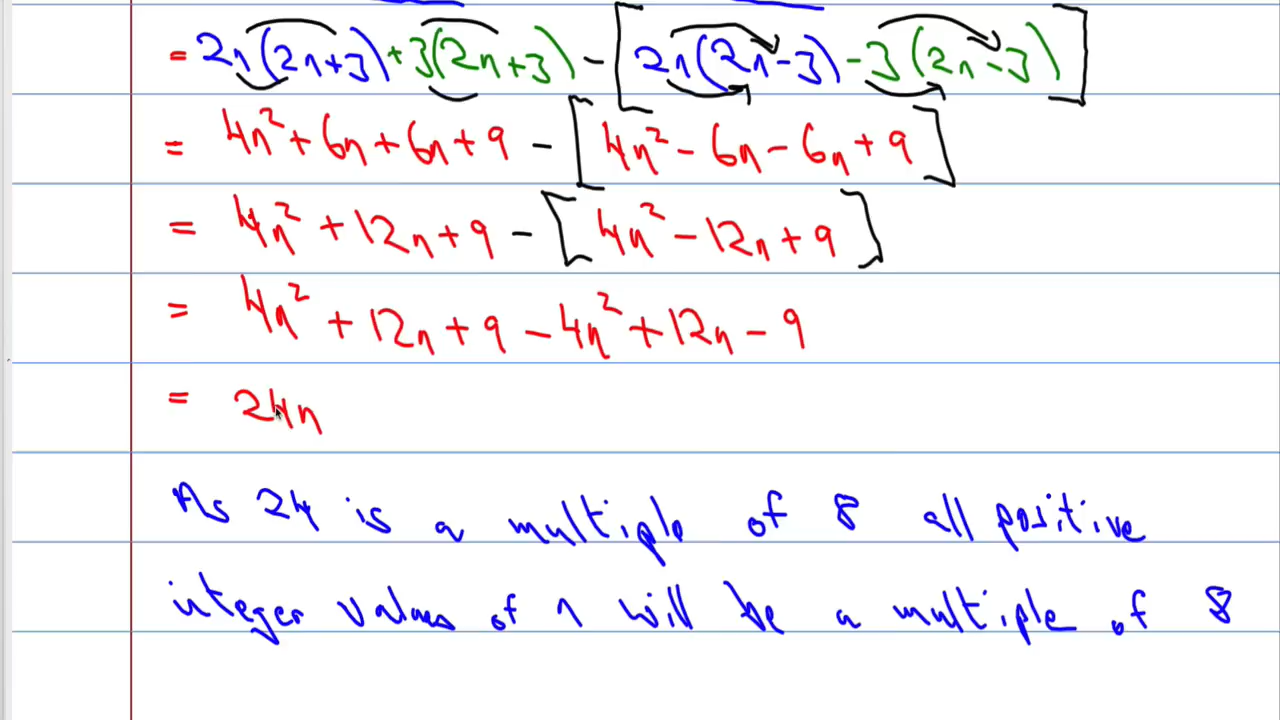 = 2n(2n+3)+3(2n+3) - [2n(2n-3) - 3(2n-3)]
= 4n² + 6n + 6n + 9 - [4n² - 6n - 6n + 9]
= 4n² + 12n + 9 - [4n² - 12n + 9]
= 4n² + 12n + 9 - 4n² + 12n - 9
= 24n
As 24 is a multiple of 8 all positive
integer values of n will be a multiple of 8